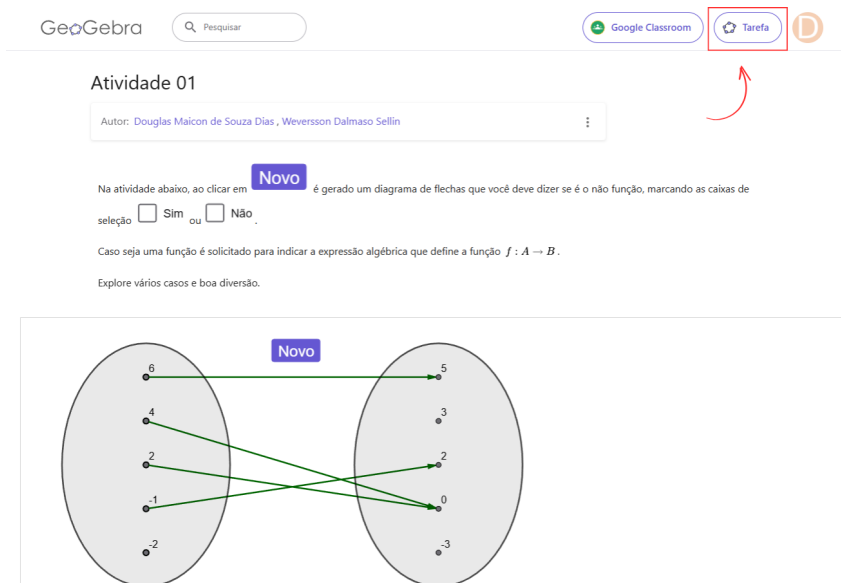 GeoGebra
Pesquisar
Google Classroom
Tarefa
D
Atividade 01
Autor: Douglas Maicon de Souza Dias , Weversson Dalmaso Sellin
Na atividade abaixo, ao clicar em Novo é gerado um diagrama de flechas que você deve dizer se é o não função, marcando as caixas de
seleção Sim ou Não .
Caso seja uma função é solicitado para indicar a expressão algébrica que define a função f : A → B .
Explore vários casos e boa diversão.
Novo
6 5
4 3
2 2
-1 0
-2 -3